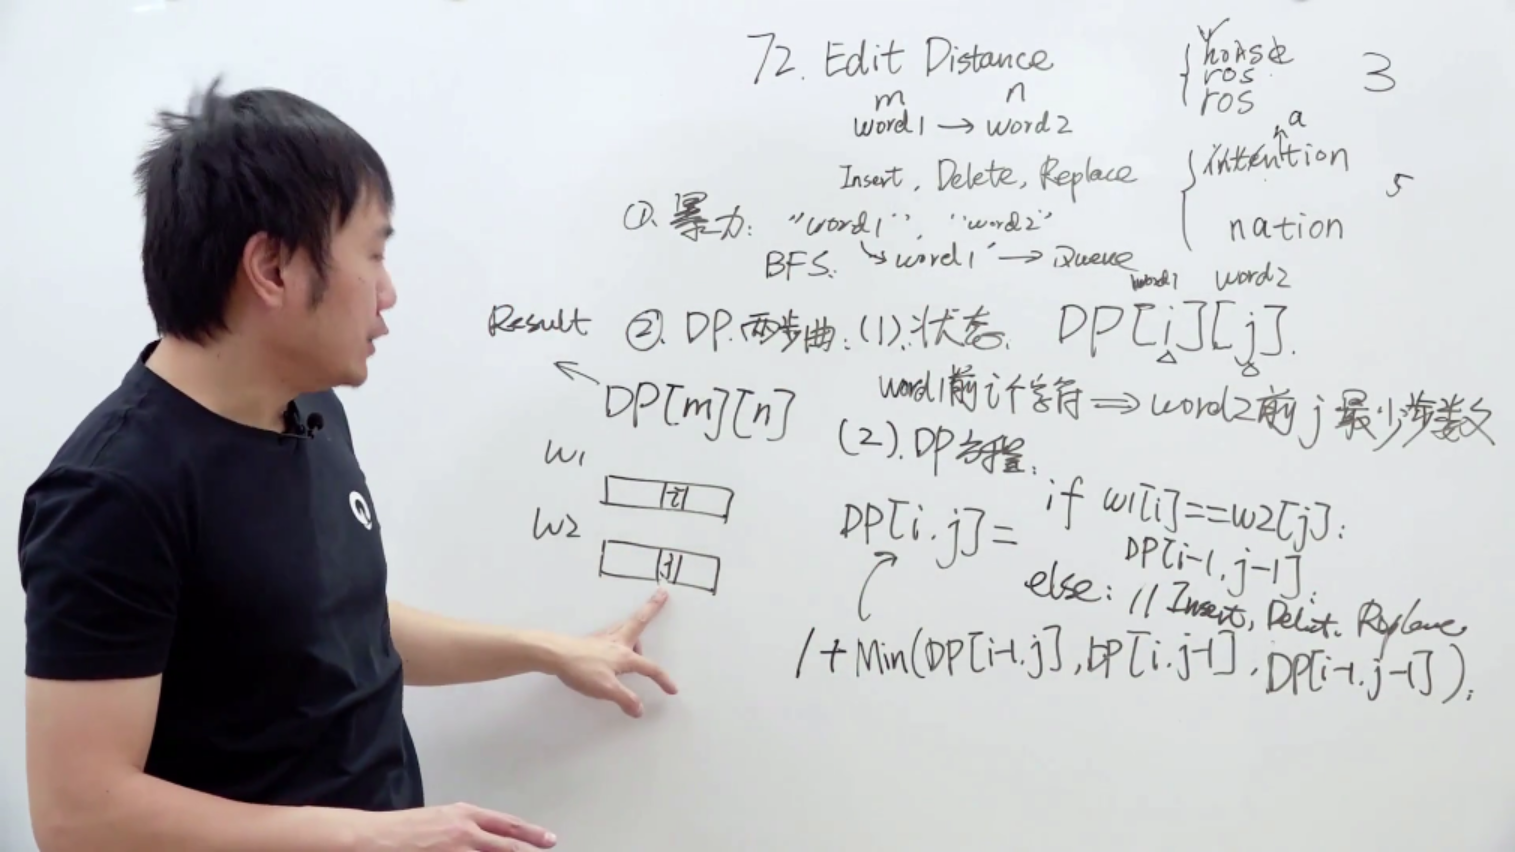 72. Edit Distance
m n
word1 → word2
Insert, Delete, Replace
horse
ros
ros
3
a
intention
5
nation
①. 暴力: "word1", "word2"
BFS. word1' → Queue
word1 word2
Result ②. DP. 两步曲: (1). 状态. DP[i][j].
DP[m][n]
word1前i个字符 ⇒ word2前j最少步数
(2). DP方程:
W1
i
W2
j
DP[i.j] = if w1[i]==w2[j]:
DP[i-1.j-1].
else: // Insert, Delet. Replace
1 + Min(DP[i-1.j], DP[i.j-1], DP[i-1.j-1]);